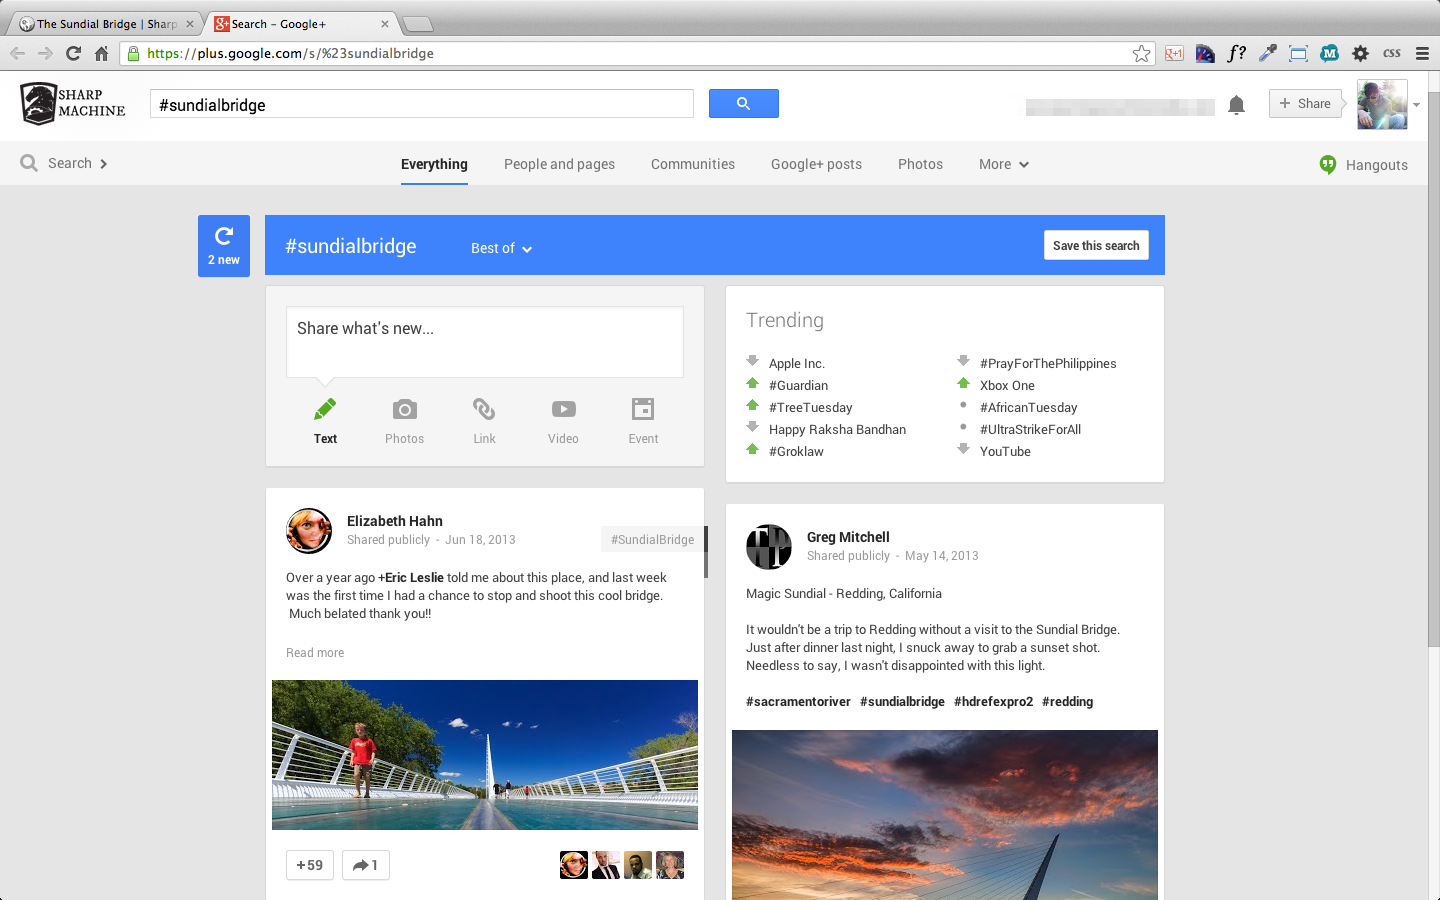 The Sundial Bridge | Sharp
Search – Google+
https://plus.google.com/s/%23sundialbridge
g+1
f?
M
css
SHARP
MACHINE
#sundialbridge
+ Share
Search
Everything
People and pages
Communities
Google+ posts
Photos
More
Hangouts
2 new
#sundialbridge
Best of
Save this search
Share what's new...
Text
Photos
Link
Video
Event
Trending
Apple Inc.
#Guardian
#TreeTuesday
Happy Raksha Bandhan
#Groklaw
#PrayForThePhilippines
Xbox One
#AfricanTuesday
#UltraStrikeForAll
YouTube
Elizabeth Hahn
Shared publicly - Jun 18, 2013
#SundialBridge
Over a year ago +Eric Leslie told me about this place, and last week
was the first time I had a chance to stop and shoot this cool bridge.
Much belated thank you!!
Read more
+59
1
Greg Mitchell
Shared publicly - May 14, 2013
Magic Sundial - Redding, California
It wouldn't be a trip to Redding without a visit to the Sundial Bridge.
Just after dinner last night, I snuck away to grab a sunset shot.
Needless to say, I wasn't disappointed with this light.
#sacramentoriver #sundialbridge #hdrefexpro2 #redding